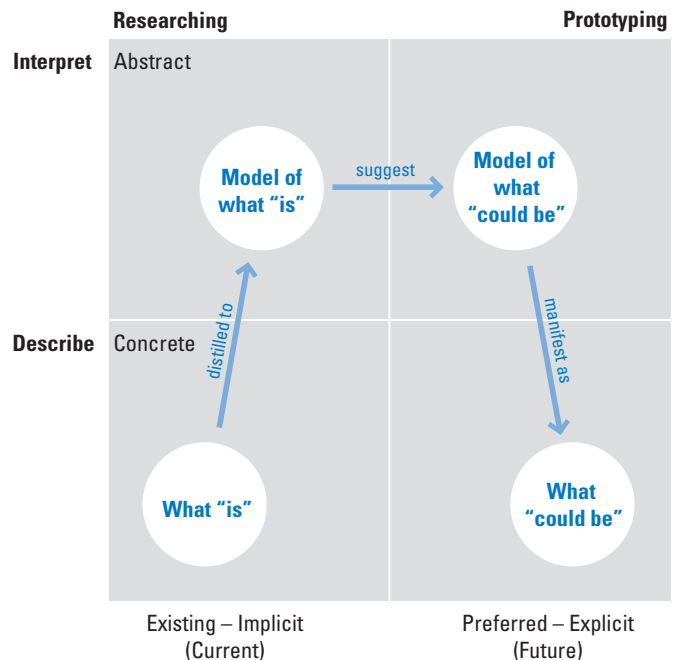 Researching
Prototyping
Interpret
Abstract
Model of
what “is”
suggest
Model of
what
“could be”
distilled to
manifest as
Describe
Concrete
What “is”
What
“could be”
Existing – Implicit
(Current)
Preferred – Explicit
(Future)